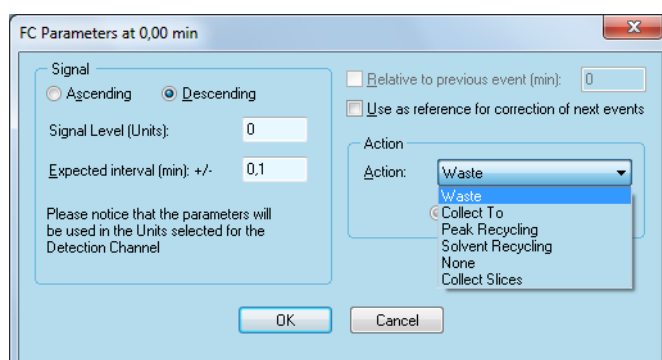 FC Parameters at 0,00 min
Signal
Ascending
Descending
Signal Level (Units):
0
Expected interval (min): +/-
0,1
Please notice that the parameters will
be used in the Units selected for the
Detection Channel
Relative to previous event (min):
0
Use as reference for correction of next events
Action
Action:
Waste
Waste
Collect To
Peak Recycling
Solvent Recycling
None
Collect Slices
OK
Cancel